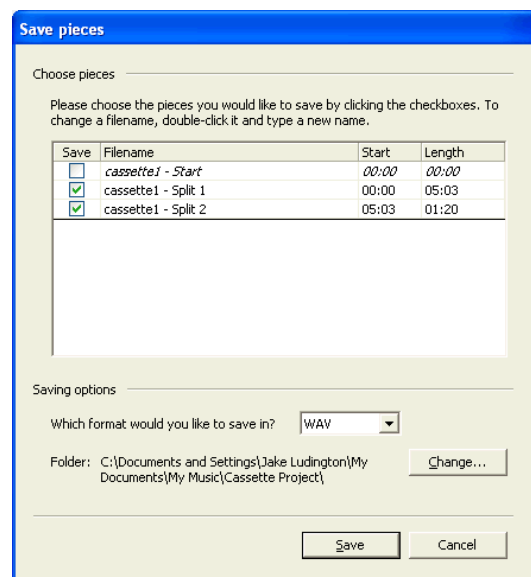 Save pieces
Choose pieces
Please choose the pieces you would like to save by clicking the checkboxes. To
change a filename, double-click it and type a new name.
Save Filename Start Length
cassette1 - Start 00:00 00:00
cassette1 - Split 1 00:00 05:03
cassette1 - Split 2 05:03 01:20
Saving options
Which format would you like to save in? WAV
Folder: C:\Documents and Settings\Jake Ludington\My
Documents\My Music\Cassette Project\
Change...
Save Cancel